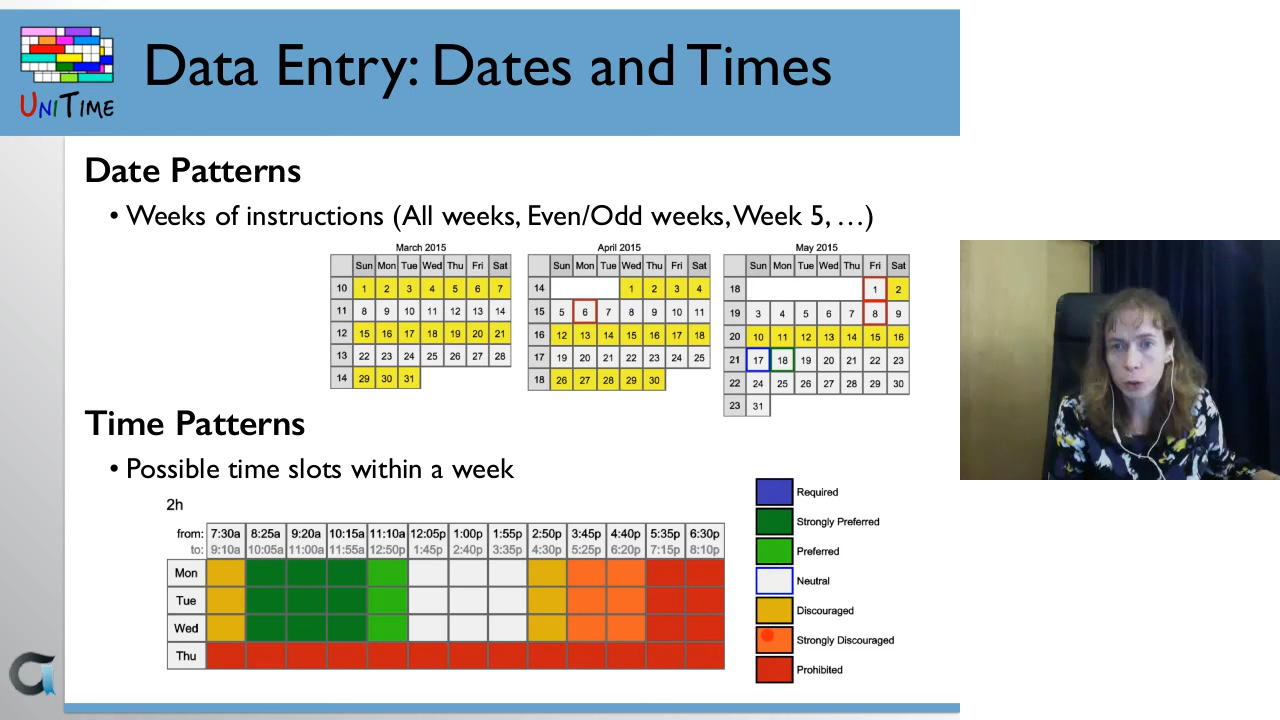 Data Entry: Dates and Times
UNITIME
Date Patterns
• Weeks of instructions (All weeks, Even/Odd weeks, Week 5, …)
March 2015
Sun Mon Tue Wed Thu Fri Sat
10 1 2 3 4 5 6 7
11 8 9 10 11 12 13 14
12 15 16 17 18 19 20 21
13 22 23 24 25 26 27 28
14 29 30 31
April 2015
Sun Mon Tue Wed Thu Fri Sat
14 1 2 3 4
15 5 6 7 8 9 10 11
16 12 13 14 15 16 17 18
17 19 20 21 22 23 24 25
18 26 27 28 29 30
May 2015
Sun Mon Tue Wed Thu Fri Sat
18 1 2
19 3 4 5 6 7 8 9
20 10 11 12 13 14 15 16
21 17 18 19 20 21 22 23
22 24 25 26 27 28 29 30
23 31
Time Patterns
• Possible time slots within a week
2h
from: 7:30a 8:25a 9:20a 10:15a 11:10a 12:05p 1:00p 1:55p 2:50p 3:45p 4:40p 5:35p 6:30p
to: 9:10a 10:05a 11:00a 11:55a 12:50p 1:45p 2:40p 3:35p 4:30p 5:25p 6:20p 7:15p 8:10p
Mon
Tue
Wed
Thu
Required
Strongly Preferred
Preferred
Neutral
Discouraged
Strongly Discouraged
Prohibited